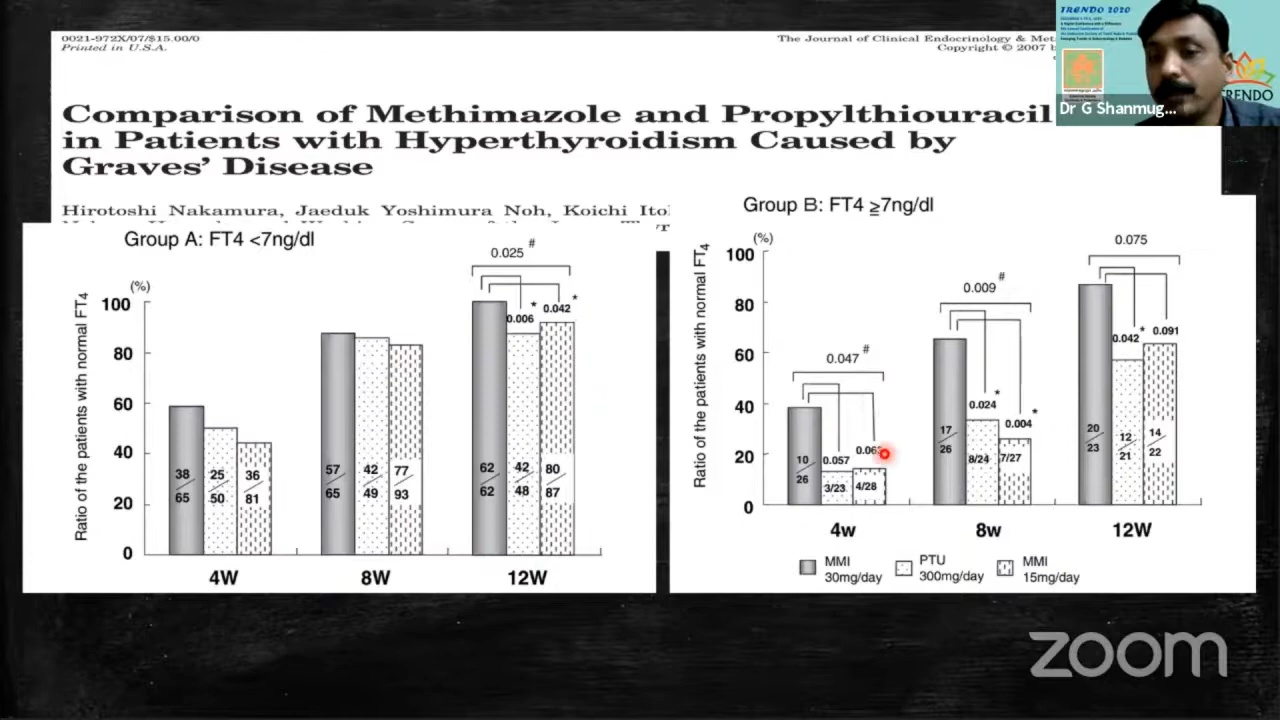 0021-972X/07/$15.00/0
Printed in U.S.A.
The Journal of Clinical Endocrinology &
Copyright © 2007
Comparison of Methimazole and Propylthiouracil
in Patients with Hyperthyroidism Caused by
Graves' Disease
Hirotoshi Nakamura, Jaeduk Yoshimura Noh, Koichi
TRENDO 2020
TRENDO
Dr G Shanmug...
Group A: FT4 <7ng/dl
(%)
Ratio of the patients with normal FT4
100
80
60
40
20
0
0.025 #
0.006 *
0.042 *
38/65
25/50
36/81
57/65
42/49
77/93
62/62
42/48
80/87
4W
8W
12W
Group B: FT4 ≧7ng/dl
(%)
Ratio of the patients with normal FT4
100
80
60
40
20
0
0.047 #
0.057
0.009 #
0.024 *
0.004 *
0.075
0.042 *
0.091
10/26
3/23
4/28
17/26
8/24
7/27
20/23
12/21
14/22
4w
8w
12W
MMI
30mg/day
PTU
300mg/day
MMI
15mg/day
zoom